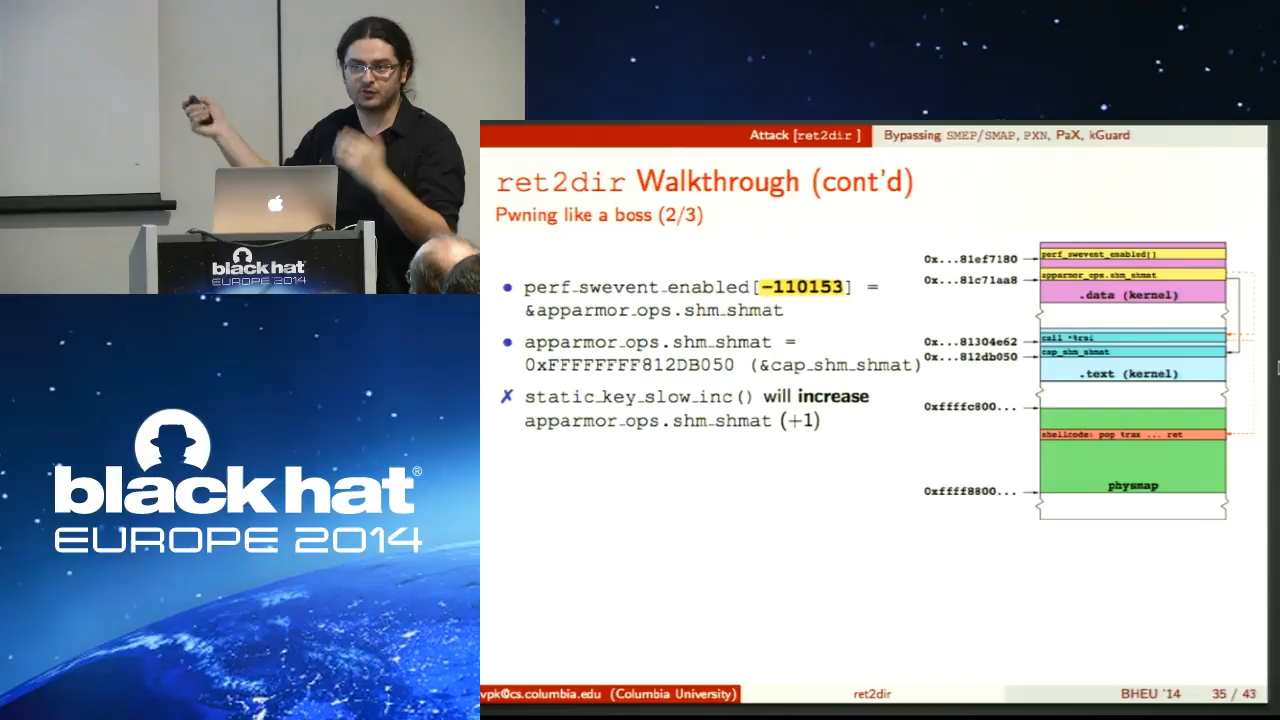 Attack [ret2dir ] Bypassing SMEP/SMAP, PXN, PaX, kGuard
ret2dir Walkthrough (cont'd)
Pwning like a boss (2/3)
• perf_swevent_enabled[-110153] =
&apparmor_ops.shm_shmat
• apparmor_ops.shm_shmat =
0xFFFFFFFF812DB050 (&cap_shm_shmat)
✗ static_key_slow_inc() will increase
apparmor_ops.shm_shmat (+1)
0x...81ef7180
perf_swevent_enabled[]
apparmor_ops.shm_shmat
0x...81c71aa8
.data (kernel)
0x...81304e62
call *%rsi
0x...812db050
cap_shm_shmat
.text (kernel)
0xffffc800...
shellcode: pop %rax ... ret
physmap
0xffff8800...
vpk@cs.columbia.edu (Columbia University) ret2dir BHEU '14 35 / 43
black hat
EUROPE 2014
black hat®
EUROPE 2014